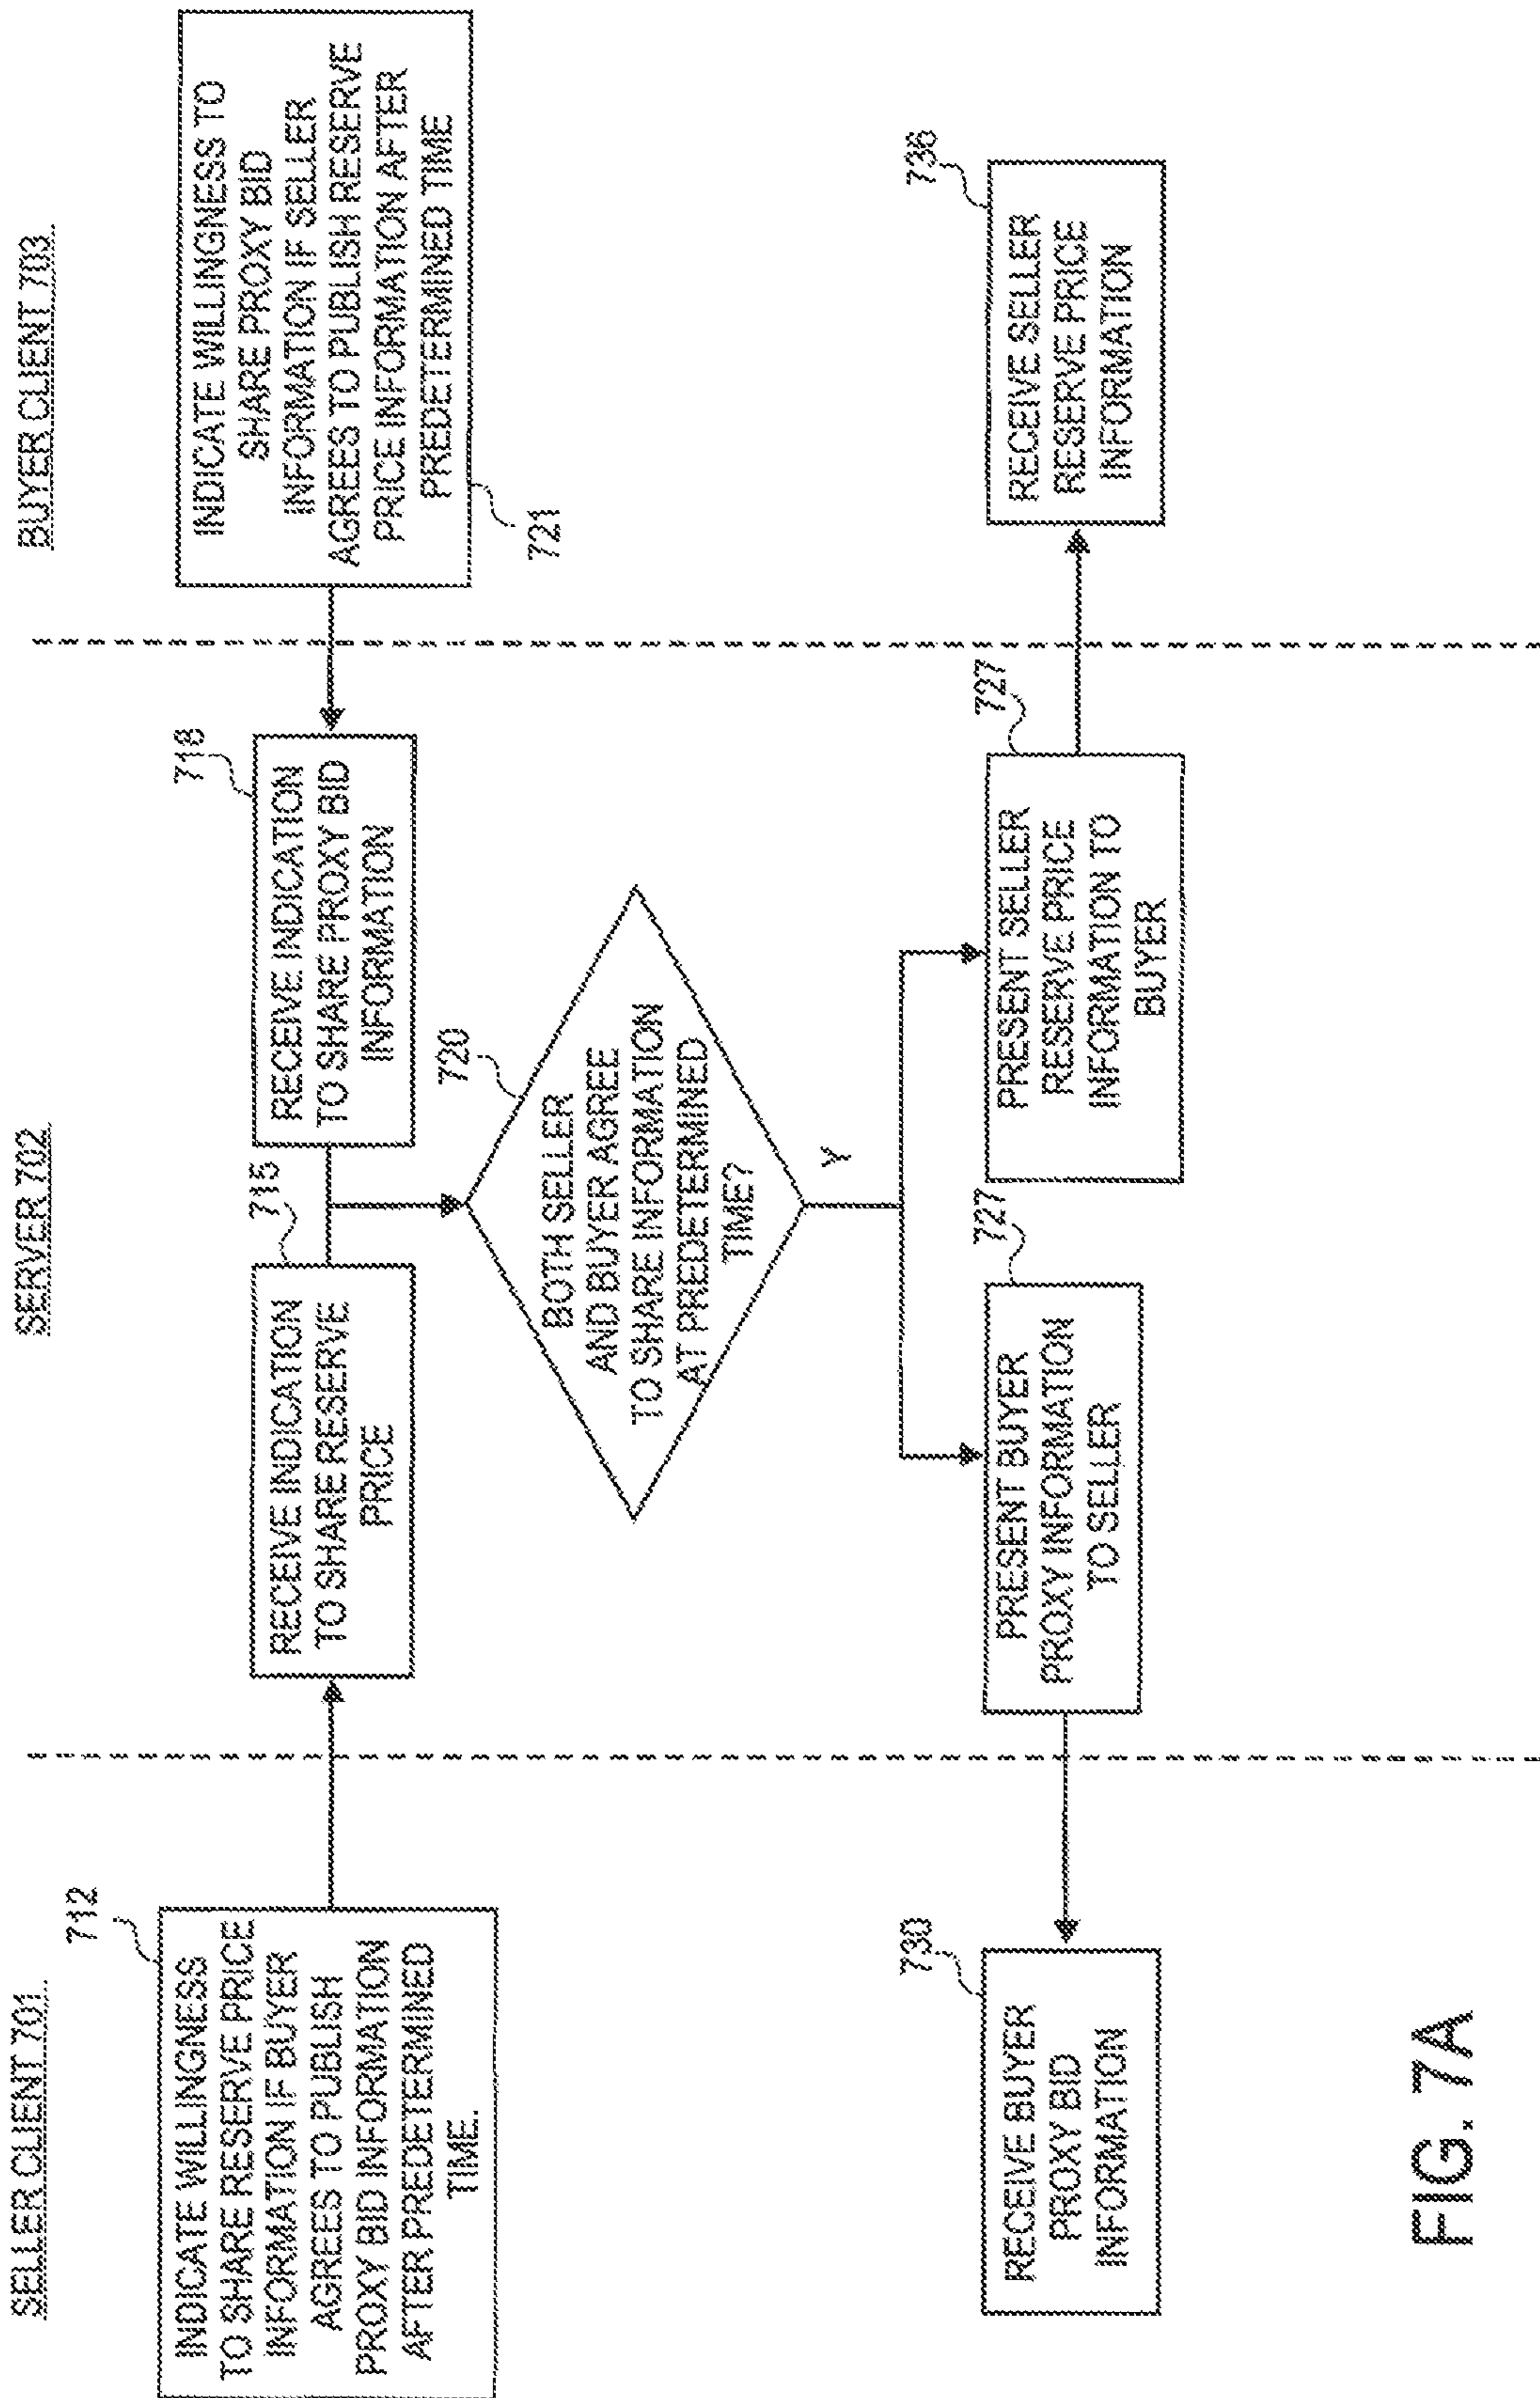 SELLER CLIENT 701
SERVER 702
BUYER CLIENT 703
712
INDICATE WILLINGNESS
TO SHARE RESERVE PRICE
INFORMATION IF BUYER
AGREES TO PUBLISH
PROXY BID INFORMATION
AFTER PREDETERMINED
TIME.
715
RECEIVE INDICATION
TO SHARE RESERVE
PRICE
718
RECEIVE INDICATION
TO SHARE PROXY BID
INFORMATION
INDICATE WILLINGNESS TO
SHARE PROXY BID
INFORMATION IF SELLER
AGREES TO PUBLISH RESERVE
PRICE INFORMATION AFTER
PREDETERMINED TIME
721
720
BOTH SELLER
AND BUYER AGREE
TO SHARE INFORMATION
AT PREDETERMINED
TIME?
Y
730
RECEIVE BUYER
PROXY BID
INFORMATION
727
PRESENT BUYER
PROXY INFORMATION
TO SELLER
727
PRESENT SELLER
RESERVE PRICE
INFORMATION TO
BUYER
736
RECEIVE SELLER
RESERVE PRICE
INFORMATION
FIG. 7A